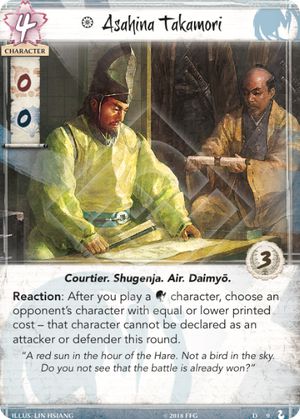 4
Asahina Takamori
CHARACTER
0
0
3
Courtier. Shugenja. Air. Daimyō.
Reaction: After you play a character, choose an
opponent's character with equal or lower printed
cost – that character cannot be declared as an
attacker or defender this round.
"A red sun in the hour of the Hare. Not a bird in the sky.
Do you not see that the battle is already won?"
ILLUS: LIN HSIANG
© 2018 FFG
D